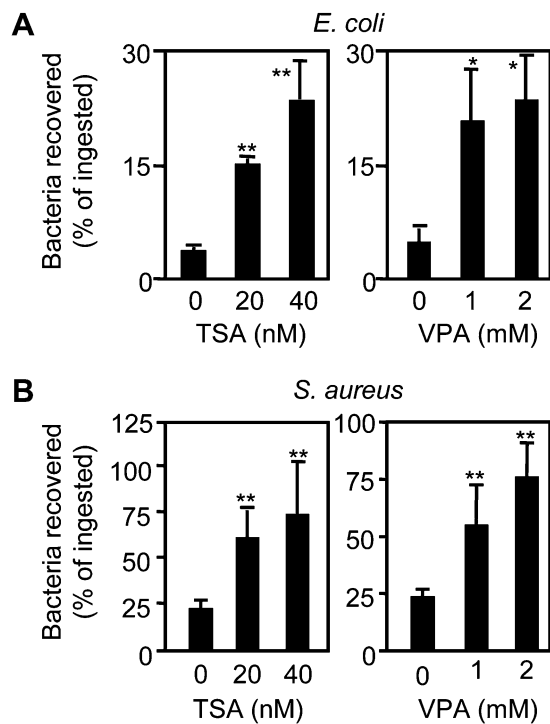 A
E. coli
Bacteria recovered
(% of ingested)
30
15
0
**
**
0 20 40
TSA (nM)
30
15
0
*
*
0 1 2
VPA (mM)
B
S. aureus
Bacteria recovered
(% of ingested)
125
100
75
50
25
0
**
**
0 20 40
TSA (nM)
100
75
50
25
0
**
**
0 1 2
VPA (mM)